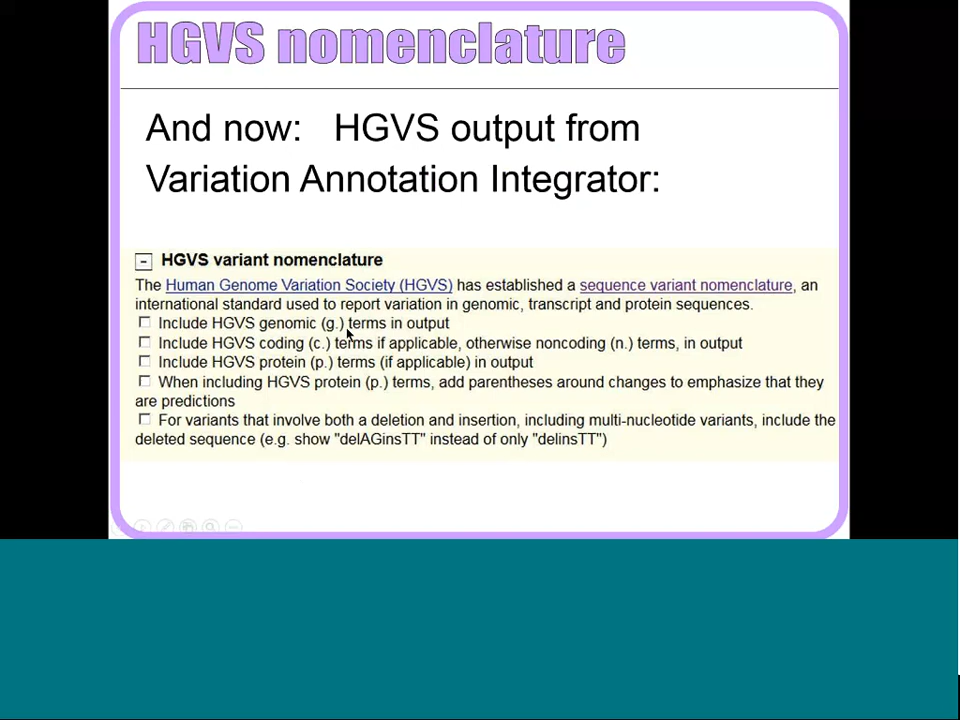 HGVS nomenclature
And now: HGVS output from
Variation Annotation Integrator:
- HGVS variant nomenclature
The Human Genome Variation Society (HGVS) has established a sequence variant nomenclature, an
international standard used to report variation in genomic, transcript and protein sequences.
Include HGVS genomic (g.) terms in output
Include HGVS coding (c.) terms if applicable, otherwise noncoding (n.) terms, in output
Include HGVS protein (p.) terms (if applicable) in output
When including HGVS protein (p.) terms, add parentheses around changes to emphasize that they
are predictions
For variants that involve both a deletion and insertion, including multi-nucleotide variants, include the
deleted sequence (e.g. show "delAGinsTT" instead of only "delinsTT")